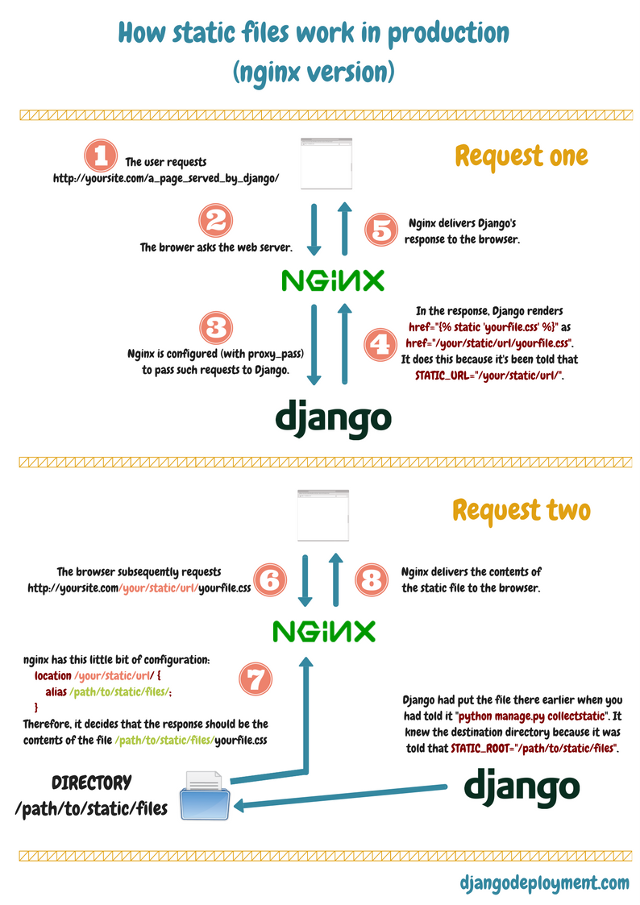 How static files work in production
(nginx version)
Request one
1
The user requests
http://yoursite.com/a_page_served_by_django/
2
The brower asks the web server.
5
Nginx delivers Django's
response to the browser.
NGiNX
3
Nginx is configured (with proxy_pass)
to pass such requests to Django.
4
In the response, Django renders
href="{% static 'yourfile.css' %}" as
href="/your/static/url/yourfile.css".
It does this because it's been told that
STATIC_URL="/your/static/url/".
django
Request two
The browser subsequently requests
http://yoursite.com/your/static/url/yourfile.css
6
8
Nginx delivers the contents of
the static file to the browser.
NGiNX
nginx has this little bit of configuration:
location /your/static/url/ {
alias /path/to/static/files/;
}
Therefore, it decides that the response should be the
contents of the file /path/to/static/files/yourfile.css
7
Django had put the file there earlier when you
had told it "python manage.py collectstatic". It
knew the destination directory because it was
told that STATIC_ROOT="/path/to/static/files".
DIRECTORY
/path/to/static/files
django
djangodeployment.com